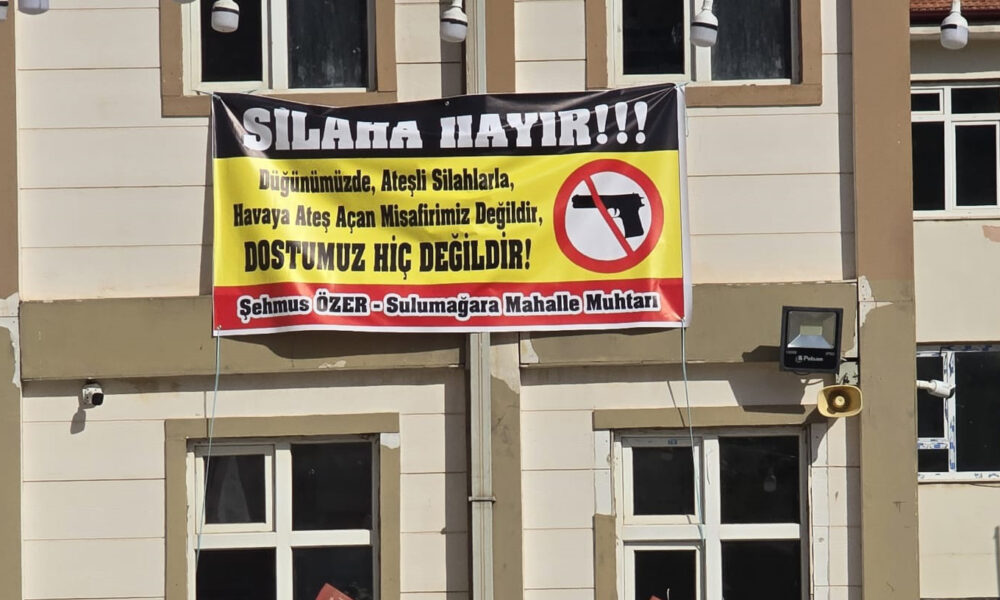 SİLAHA HAYIR!!!
Düğünümüzde, Ateşli Silahlarla,
Havaya Ateş Açan Misafirimiz Değildir,
DOSTUMUZ HİÇ DEĞİLDİR!
Şehmus ÖZER - Sulumağara Mahalle Muhtarı
Pelsan